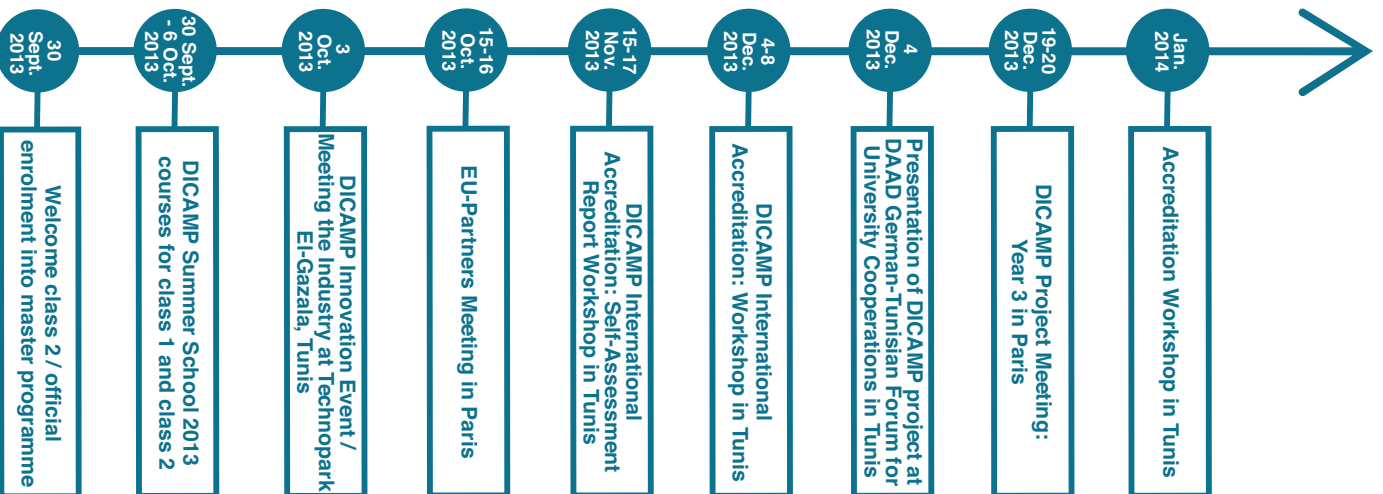 30
Sept.
2013
Welcome class 2 / official
enrolment into master programme
30 Sept.
- 6 Oct.
2013
DICAMP Summer School 2013
courses for class 1 and class 2
3
Oct.
2013
DICAMP Innovation Event /
Meeting the Industry at Technopark
El-Gazala, Tunis
15-16
Oct.
2013
EU-Partners Meeting in Paris
15-17
Nov.
2013
DICAMP International
Accreditation: Self-Assessment
Report Workshop in Tunis
4-8
Dec.
2013
DICAMP International
Accreditation: Workshop in Tunis
4
Dec.
2013
Presentation of DICAMP project at
DAAD German-Tunisian Forum for
University Cooperations in Tunis
19-20
Dec.
2013
DICAMP Project Meeting:
Year 3 in Paris
Jan.
2014
Accreditation Workshop in Tunis